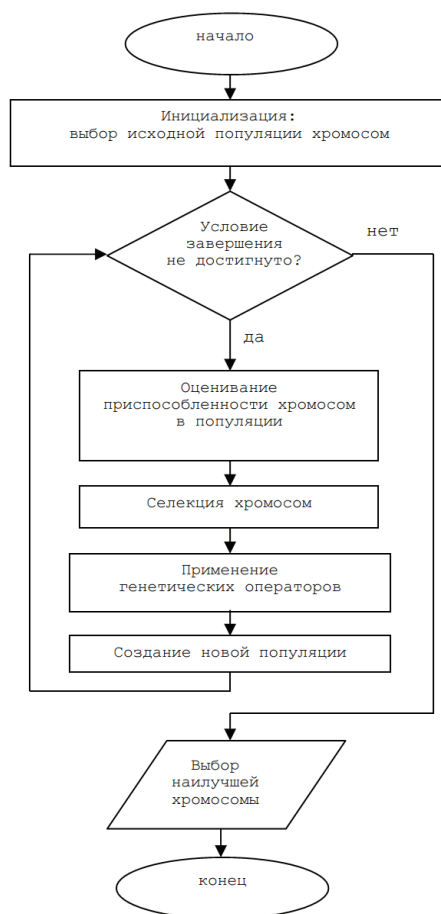 начало
Инициализация:
выбор исходной популяции хромосом
Условие
завершения
не достигнуто?
нет
да
Оценивание
приспособленности хромосом
в популяции
Селекция хромосом
Применение
генетических операторов
Создание новой популяции
Выбор
наилучшей
хромосомы
конец